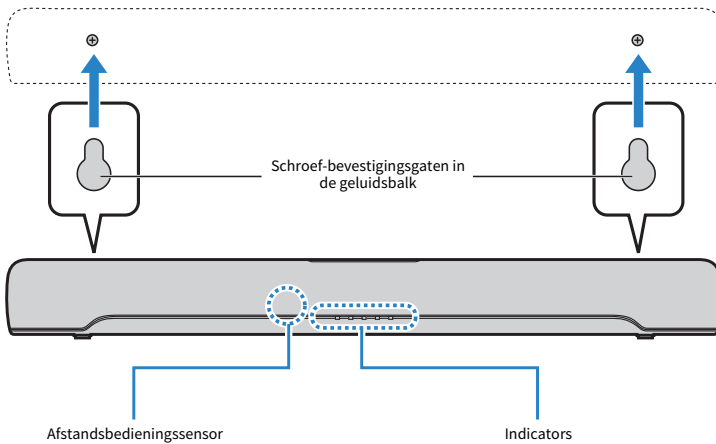 Schroef-bevestigingsgaten in
de geluidsbalk
Afstandsbedieningssensor
Indicators